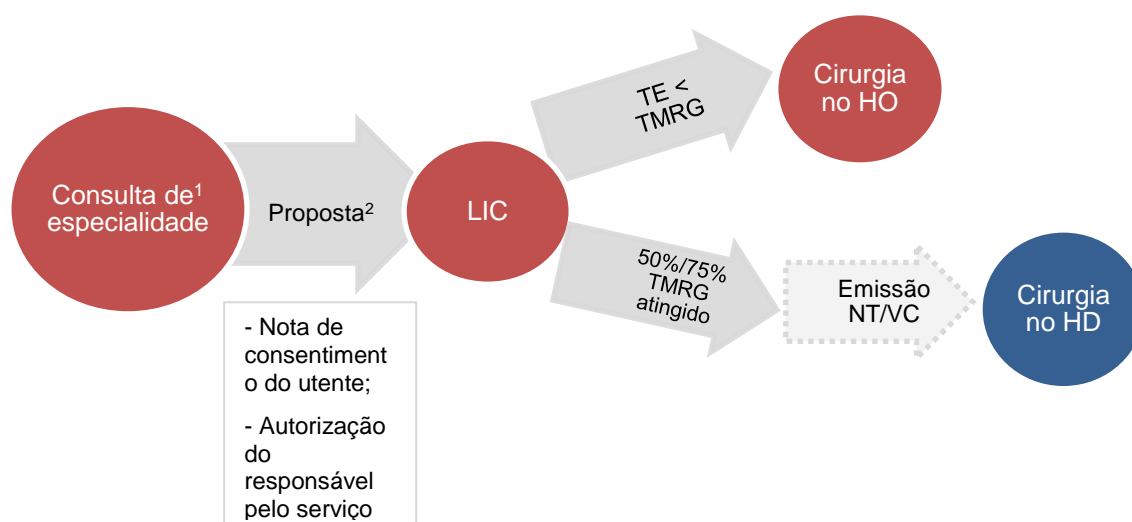 Consulta de¹
especialidade
Proposta²
- Nota de
consentiment
o do utente;
- Autorização
do
responsável
pelo serviço
LIC
TE <
TMRG
Cirurgia
no HO
50%/75%
TMRG
atingido
Emissão
NT/VC
Cirurgia
no HD